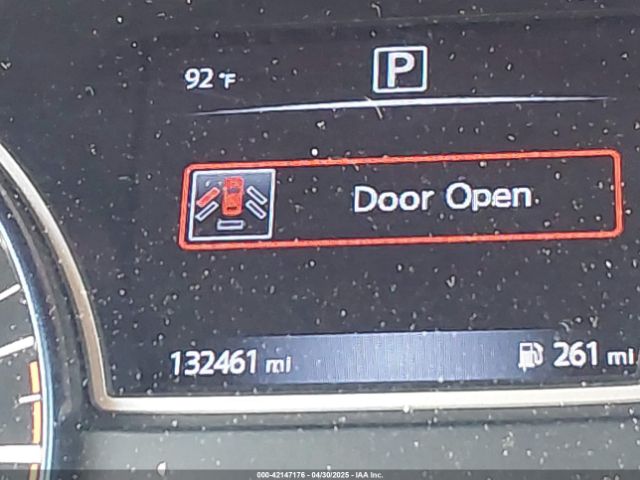 92 °F
P
Door Open
132461 mi
261 mi
000-42147176 - 04/30/2025 - IAA Inc.